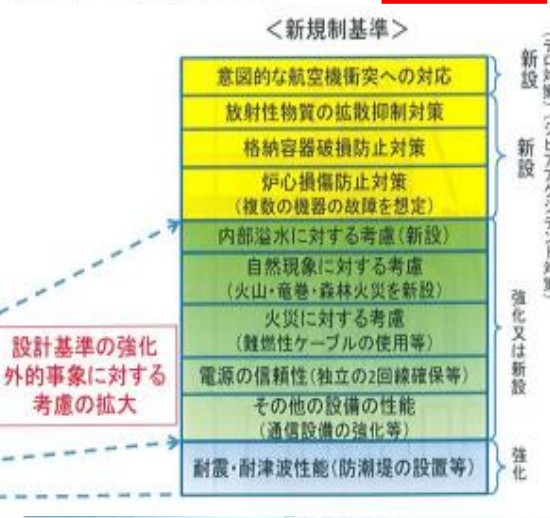 ＜新規制基準＞
意図的な航空機衝突への対応
放射性物質の拡散抑制対策
格納容器破損防止対策
炉心損傷防止対策
(複数の機器の故障を想定)
内部溢水に対する考慮(新設)
自然現象に対する考慮
(火山・竜巻・森林火災を新設)
火災に対する考慮
(難燃性ケーブルの使用等)
電源の信頼性(独立の2回線確保等)
その他の設備の性能
(通信設備の強化等)
耐震・耐津波性能(防潮堤の設置等)
新設
新設
強化又は新設
強化
設計基準の強化
外的事象に対する
考慮の拡大